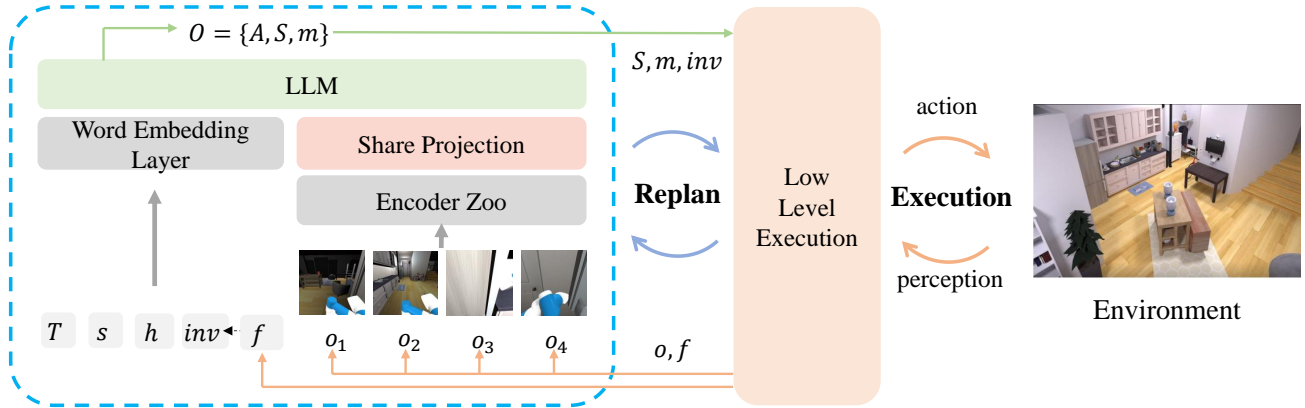 O = {A, S, m}
S, m, inv
LLM
Word Embedding
Layer
Share Projection
Encoder Zoo
T s h inv f
o₁ o₂ o₃ o₄
o, f
Replan
Low
Level
Execution
action
Execution
perception
Environment